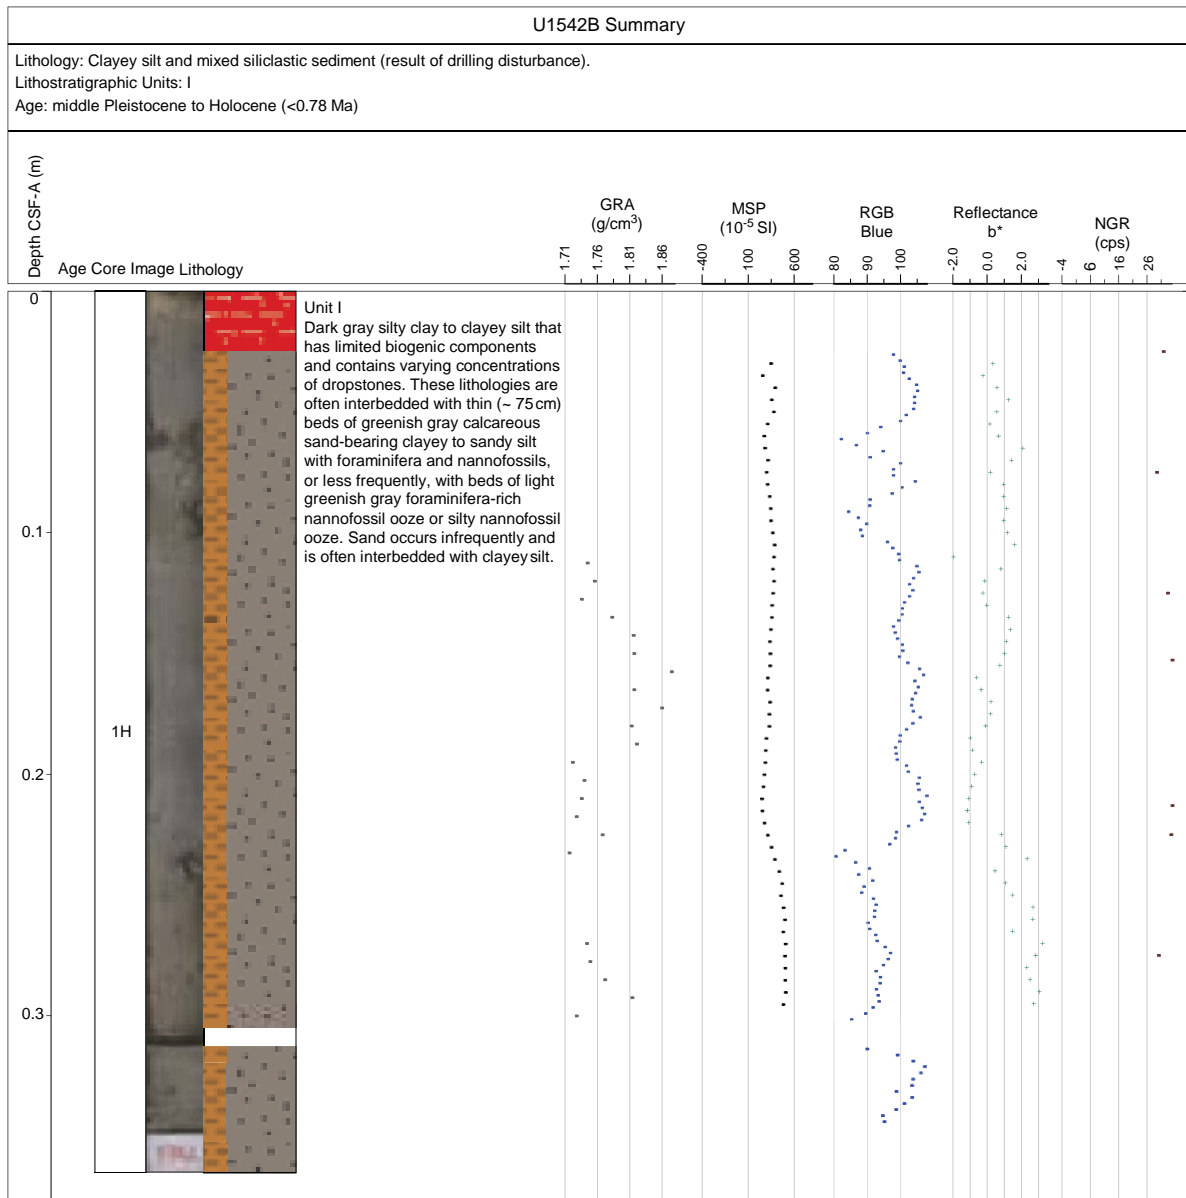 U1542B Summary
Lithology: Clayey silt and mixed siliclastic sediment (result of drilling disturbance).
Lithostratigraphic Units: I
Age: middle Pleistocene to Holocene (<0.78 Ma)
Depth CSF-A (m)
Age Core Image Lithology
GRA
(g/cm³)
1.71 1.76 1.81 1.86
MSP
(10⁻⁵ SI)
-400 100 600
RGB
Blue
80 90 100
Reflectance
b*
-2.0 0.0 2.0
NGR
(cps)
-4 6 16 26
0
0.1
0.2
0.3
1H
Unit I
Dark gray silty clay to clayey silt that
has limited biogenic components
and contains varying concentrations
of dropstones. These lithologies are
often interbedded with thin (~ 75 cm)
beds of greenish gray calcareous
sand-bearing clayey to sandy silt
with foraminifera and nannofossils,
or less frequently, with beds of light
greenish gray foraminifera-rich
nannofossil ooze or silty nannofossil
ooze. Sand occurs infrequently and
is often interbedded with clayey silt.